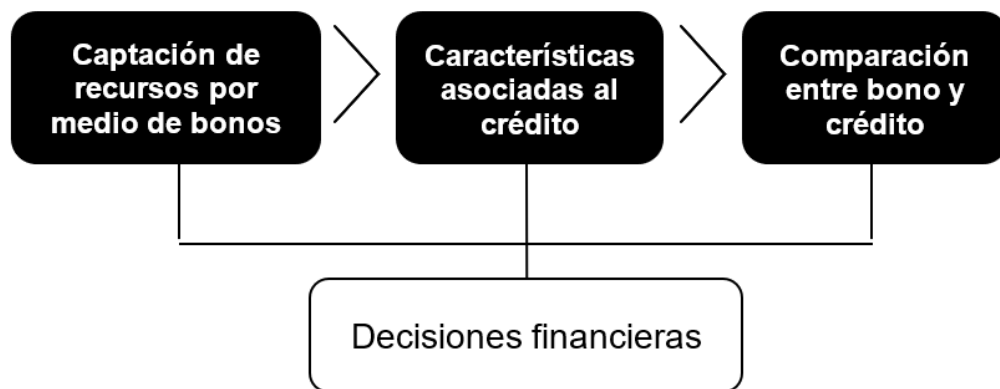 Captación de
recursos por
medio de bonos
Características
asociadas al
crédito
Comparación
entre bono y
crédito
Decisiones financieras